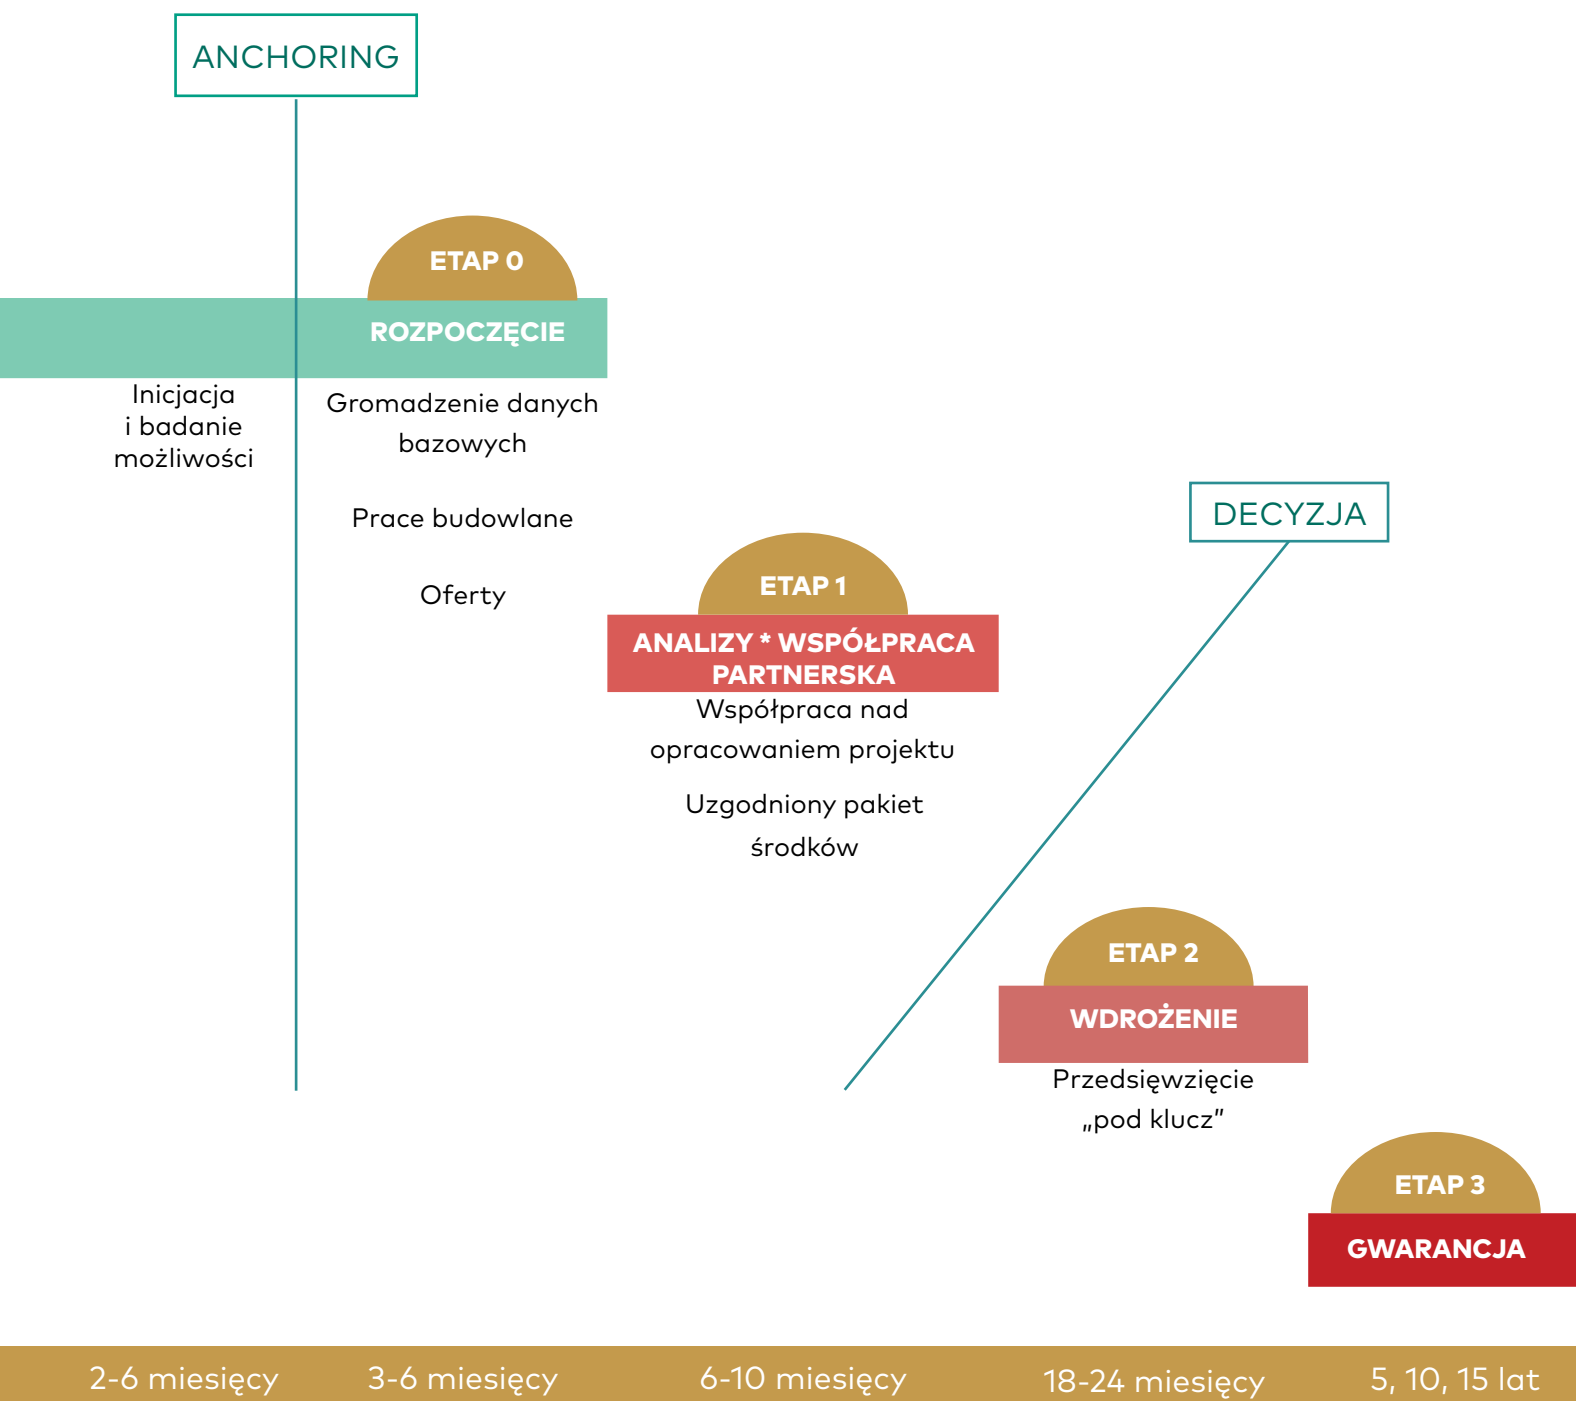 ANCHORING
ETAP 0
ROZPOCZĘCIE
Inicjacja
i badanie
możliwości
Gromadzenie danych
bazowych
Prace budowlane
Oferty
DECYZJA
ETAP 1
ANALIZY * WSPÓŁPRACA
PARTNERSKA
Współpraca nad
opracowaniem projektu
Uzgodniony pakiet
środków
ETAP 2
WDROŻENIE
Przedsięwzięcie
„pod klucz”
ETAP 3
GWARANCJA
2-6 miesięcy
3-6 miesięcy
6-10 miesięcy
18-24 miesięcy
5, 10, 15 lat